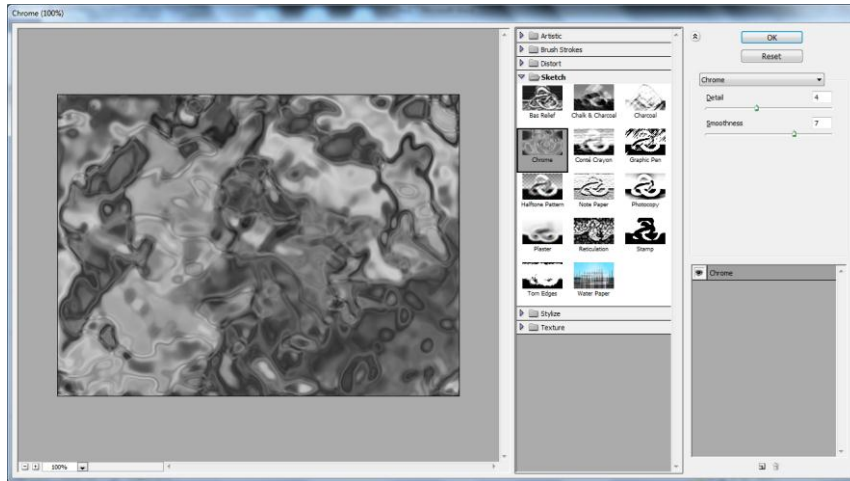 Chrome (100%)
Artistic
Brush Strokes
Distort
Sketch
Bas Relief
Chalk & Charcoal
Charcoal
Chrome
Conté Crayon
Graphic Pen
Halftone Pattern
Note Paper
Photocopy
Plaster
Reticulation
Stamp
Torn Edges
Water Paper
Stylize
Texture
OK
Reset
Chrome
Detail 4
Smoothness 7
Chrome
100%